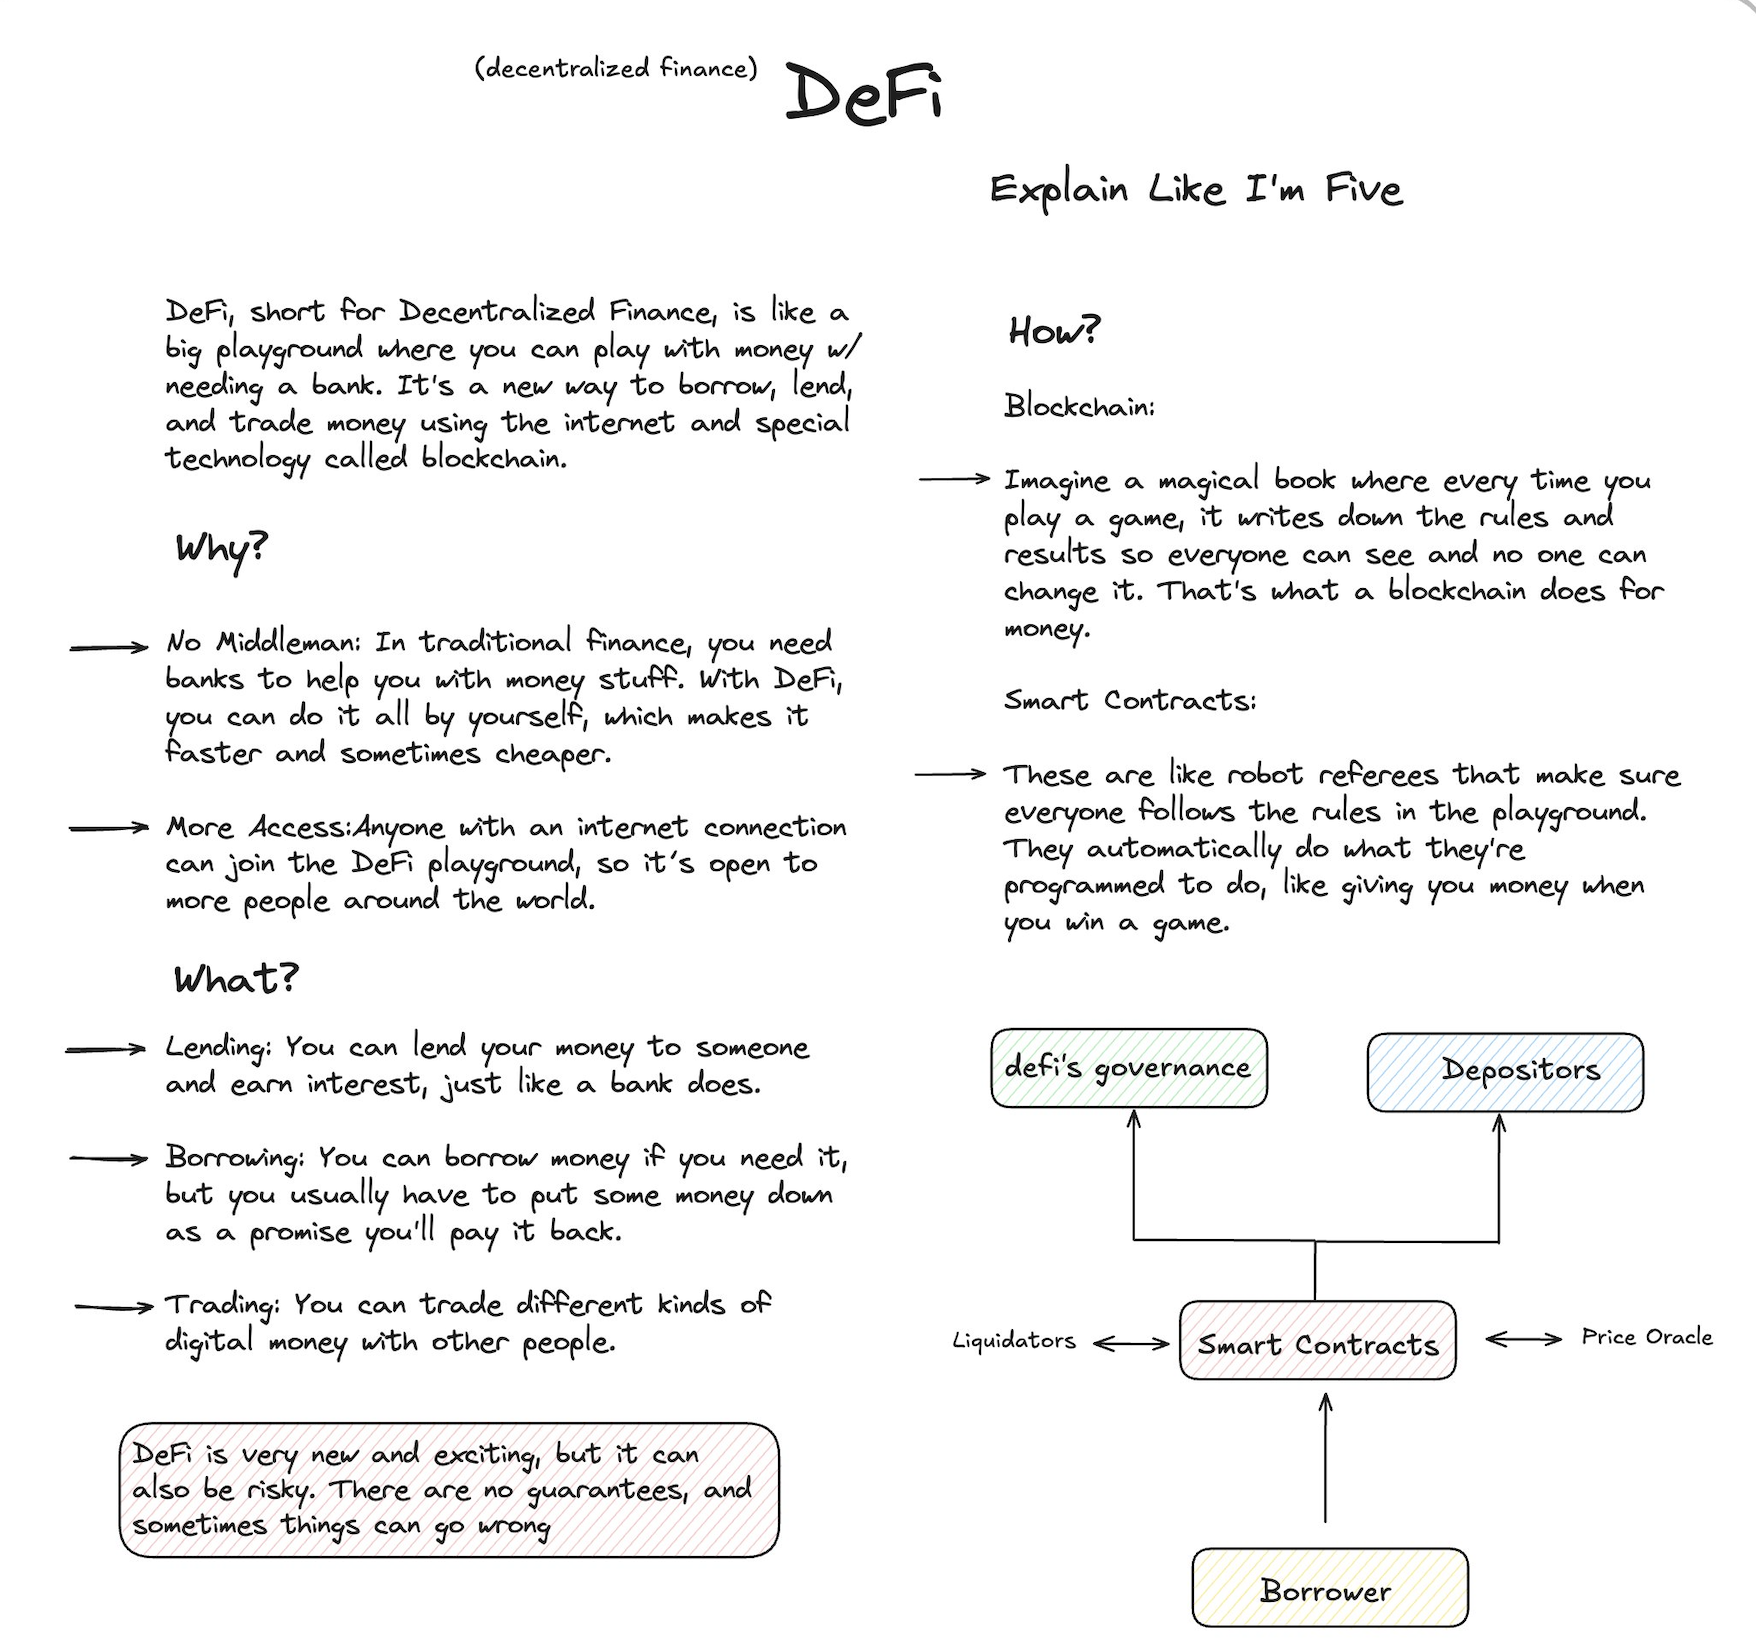 (decentralized finance)
DeFi
Explain Like I'm Five
DeFi, short for Decentralized Finance, is like a
big playground where you can play with money w/
needing a bank. It's a new way to borrow, lend,
and trade money using the internet and special
technology called blockchain.
Why?
No Middleman: In traditional finance, you need
banks to help you with money stuff. With DeFi,
you can do it all by yourself, which makes it
faster and sometimes cheaper.
More Access:Anyone with an internet connection
can join the DeFi playground, so it's open to
more people around the world.
What?
Lending: You can lend your money to someone
and earn interest, just like a bank does.
Borrowing: You can borrow money if you need it,
but you usually have to put some money down
as a promise you'll pay it back.
Trading: You can trade different kinds of
digital money with other people.
DeFi is very new and exciting, but it can
also be risky. There are no guarantees, and
sometimes things can go wrong
How?
Blockchain:
Imagine a magical book where every time you
play a game, it writes down the rules and
results so everyone can see and no one can
change it. That's what a blockchain does for
money.
Smart Contracts:
These are like robot referees that make sure
everyone follows the rules in the playground.
They automatically do what they're
programmed to do, like giving you money when
you win a game.
defi's governance
Depositors
Liquidators
Smart Contracts
Price Oracle
Borrower